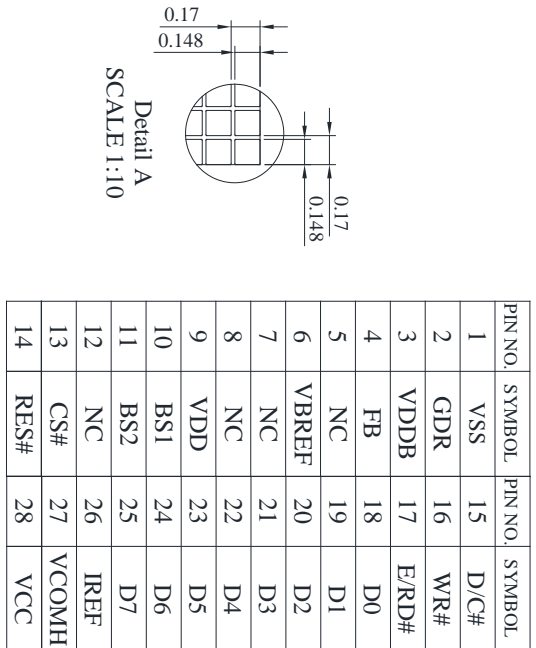 0.17
0.148
0.17
0.148
Detail A
SCALE 1:10
PIN NO. SYMBOL PIN NO. SYMBOL
1 VSS 15 D/C#
2 GDR 16 WR#
3 VDDB 17 E/RD#
4 FB 18 D0
5 NC 19 D1
6 VBREF 20 D2
7 NC 21 D3
8 NC 22 D4
9 VDD 23 D5
10 BS1 24 D6
11 BS2 25 D7
12 NC 26 IREF
13 CS# 27 VCOMH
14 RES# 28 VCC